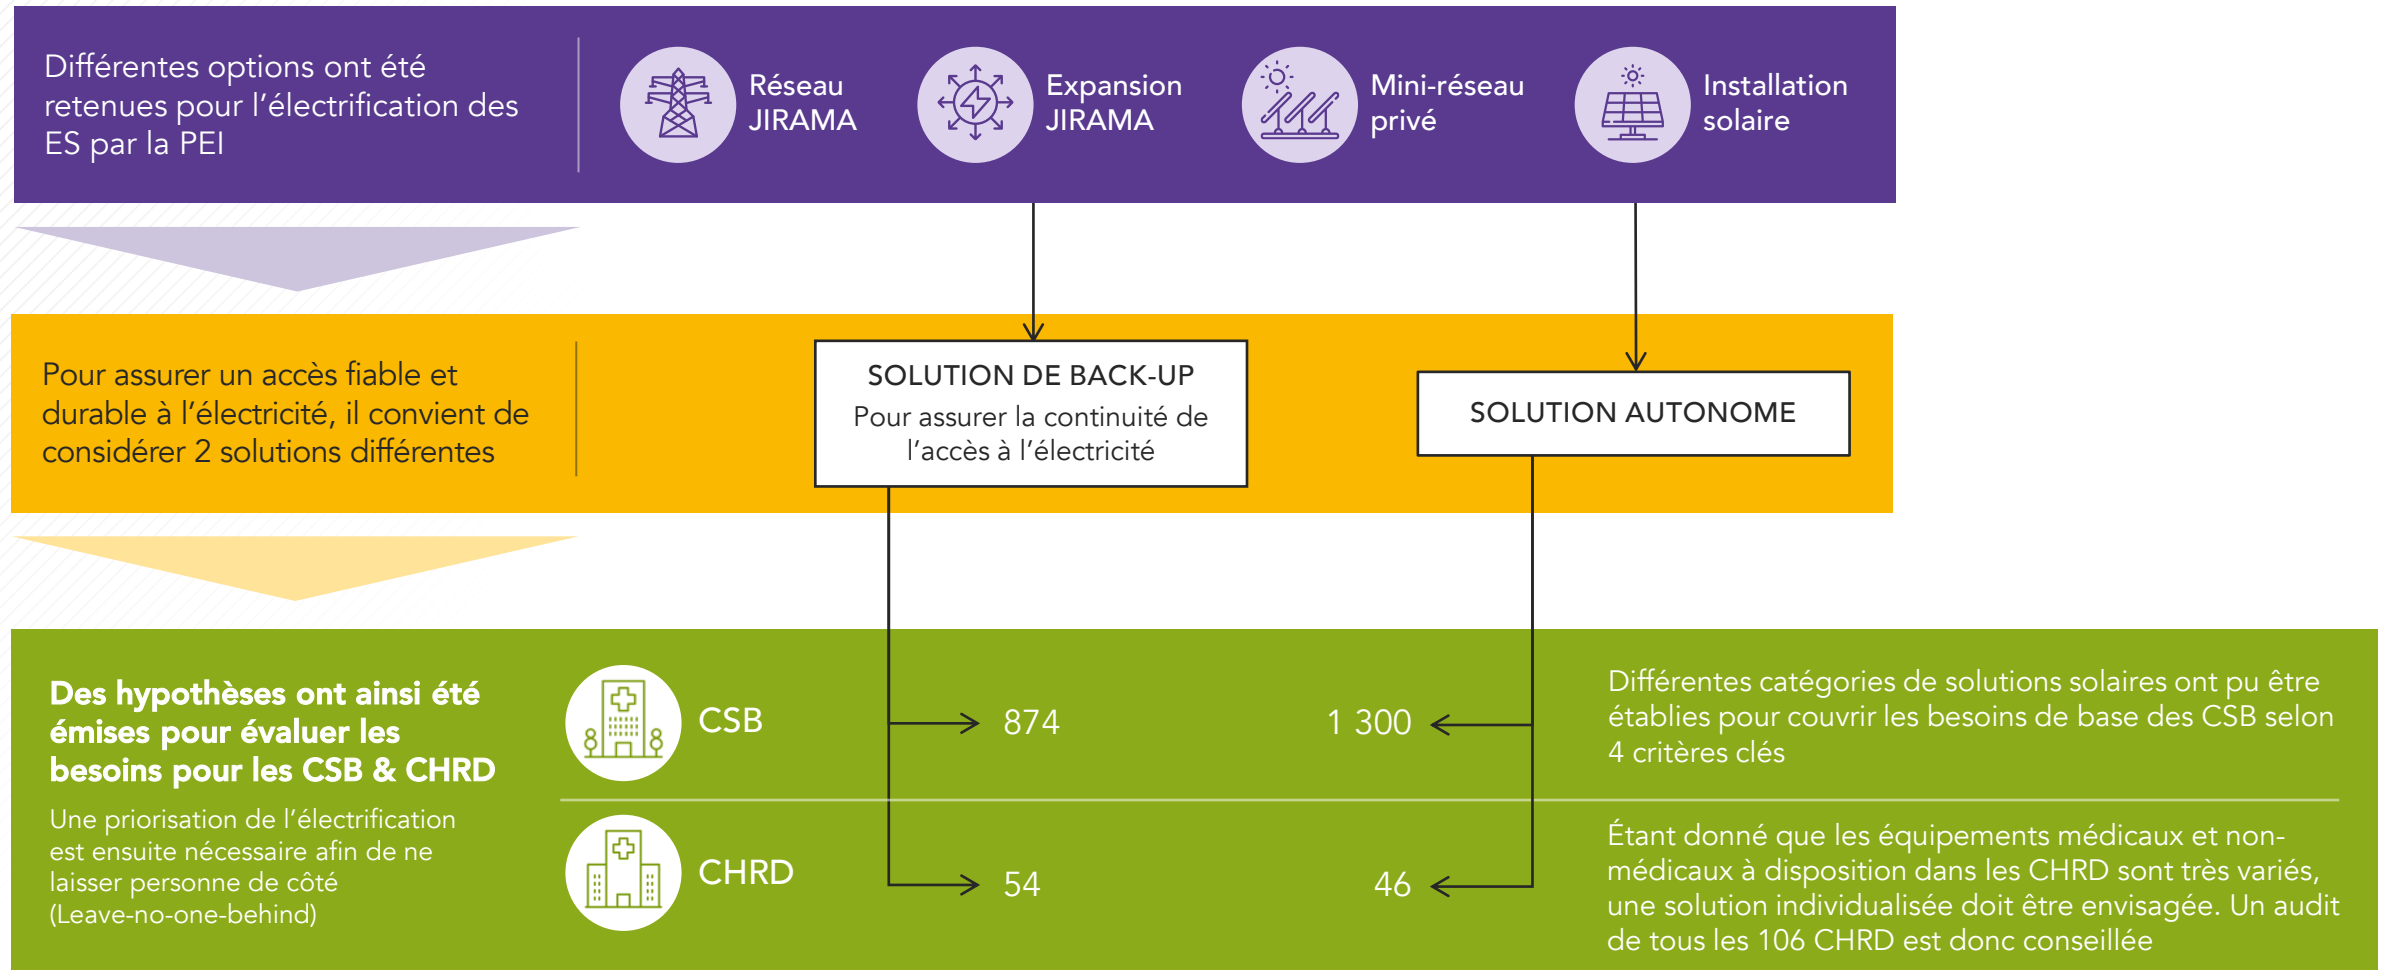 Différentes options ont été
retenues pour l'électrification des
ES par la PEI
Réseau
JIRAMA
Expansion
JIRAMA
Mini-réseau
privé
Installation
solaire
Pour assurer un accès fiable et
durable à l'électricité, il convient de
considérer 2 solutions différentes
SOLUTION DE BACK-UP
Pour assurer la continuité de
l'accès à l'électricité
SOLUTION AUTONOME
Des hypothèses ont ainsi été
émises pour évaluer les
besoins pour les CSB & CHRD
Une priorisation de l'électrification
est ensuite nécessaire afin de ne
laisser personne de côté
(Leave-no-one-behind)
CSB
874
1 300
Différentes catégories de solutions solaires ont pu être
établies pour couvrir les besoins de base des CSB selon
4 critères clés
CHRD
54
46
Étant donné que les équipements médicaux et non-
médicaux à disposition dans les CHRD sont très variés,
une solution individualisée doit être envisagée. Un audit
de tous les 106 CHRD est donc conseillée